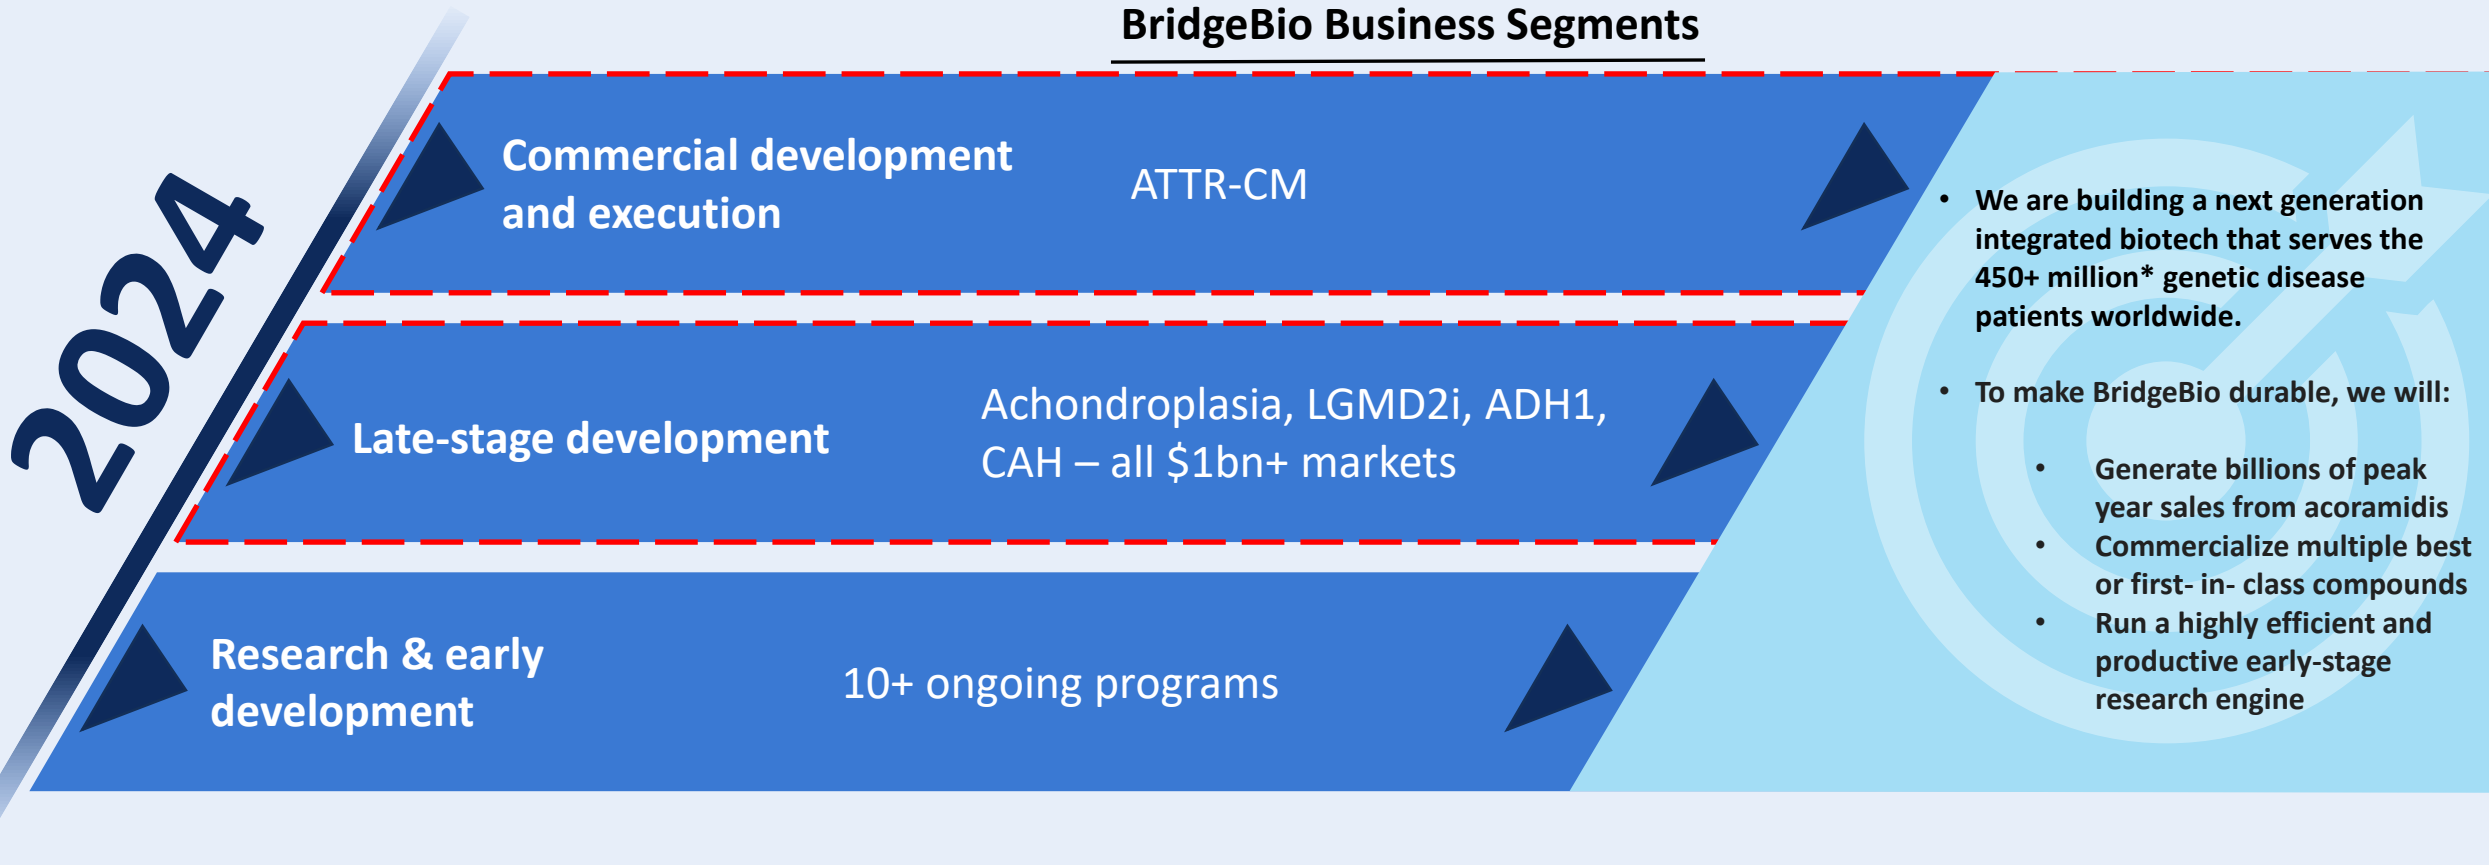 BridgeBio Business Segments
2024
Commercial development
and execution
ATTR-CM
Late-stage development
Achondroplasia, LGMD2i, ADH1,
CAH – all $1bn+ markets
Research & early
development
10+ ongoing programs
• We are building a next generation
integrated biotech that serves the
450+ million* genetic disease
patients worldwide.
• To make BridgeBio durable, we will:
• Generate billions of peak
year sales from acoramidis
• Commercialize multiple best
or first- in- class compounds
• Run a highly efficient and
productive early-stage
research engine